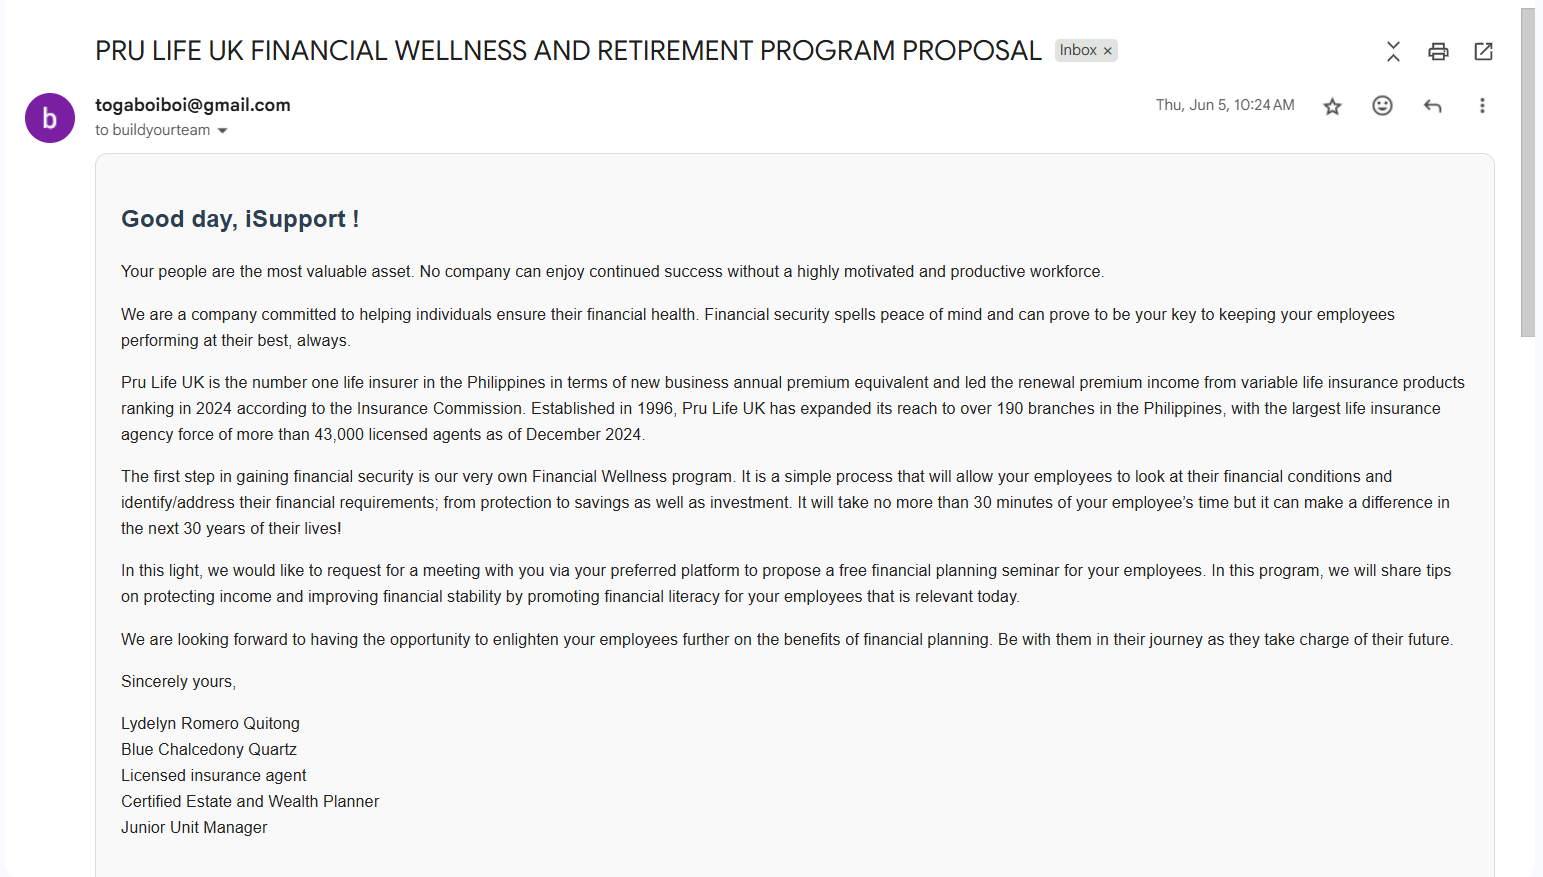 PRU LIFE UK FINANCIAL WELLNESS AND RETIREMENT PROGRAM PROPOSAL Inbox ×
b
togaboiboi@gmail.com
Thu, Jun 5, 10:24 AM
to buildyourteam
Good day, iSupport !
Your people are the most valuable asset. No company can enjoy continued success without a highly motivated and productive workforce.
We are a company committed to helping individuals ensure their financial health. Financial security spells peace of mind and can prove to be your key to keeping your employees
performing at their best, always.
Pru Life UK is the number one life insurer in the Philippines in terms of new business annual premium equivalent and led the renewal premium income from variable life insurance products
ranking in 2024 according to the Insurance Commission. Established in 1996, Pru Life UK has expanded its reach to over 190 branches in the Philippines, with the largest life insurance
agency force of more than 43,000 licensed agents as of December 2024.
The first step in gaining financial security is our very own Financial Wellness program. It is a simple process that will allow your employees to look at their financial conditions and
identify/address their financial requirements; from protection to savings as well as investment. It will take no more than 30 minutes of your employee’s time but it can make a difference in
the next 30 years of their lives!
In this light, we would like to request for a meeting with you via your preferred platform to propose a free financial planning seminar for your employees. In this program, we will share tips
on protecting income and improving financial stability by promoting financial literacy for your employees that is relevant today.
We are looking forward to having the opportunity to enlighten your employees further on the benefits of financial planning. Be with them in their journey as they take charge of their future.
Sincerely yours,
Lydelyn Romero Quitong
Blue Chalcedony Quartz
Licensed insurance agent
Certified Estate and Wealth Planner
Junior Unit Manager